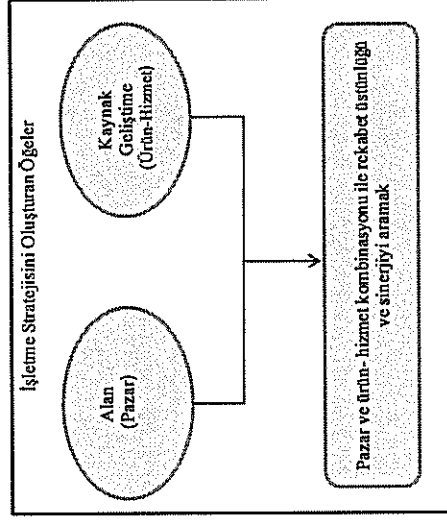 İşletme Stratejisini Oluşturan Öğeler
Alan
(Pazar)
Kaynak
Geliştime
(Ürün-Hizmet)
Pazar ve ürün- hizmet kombinasyonu ile rekabet üstünlüğü
ve sinerjiyi aramak